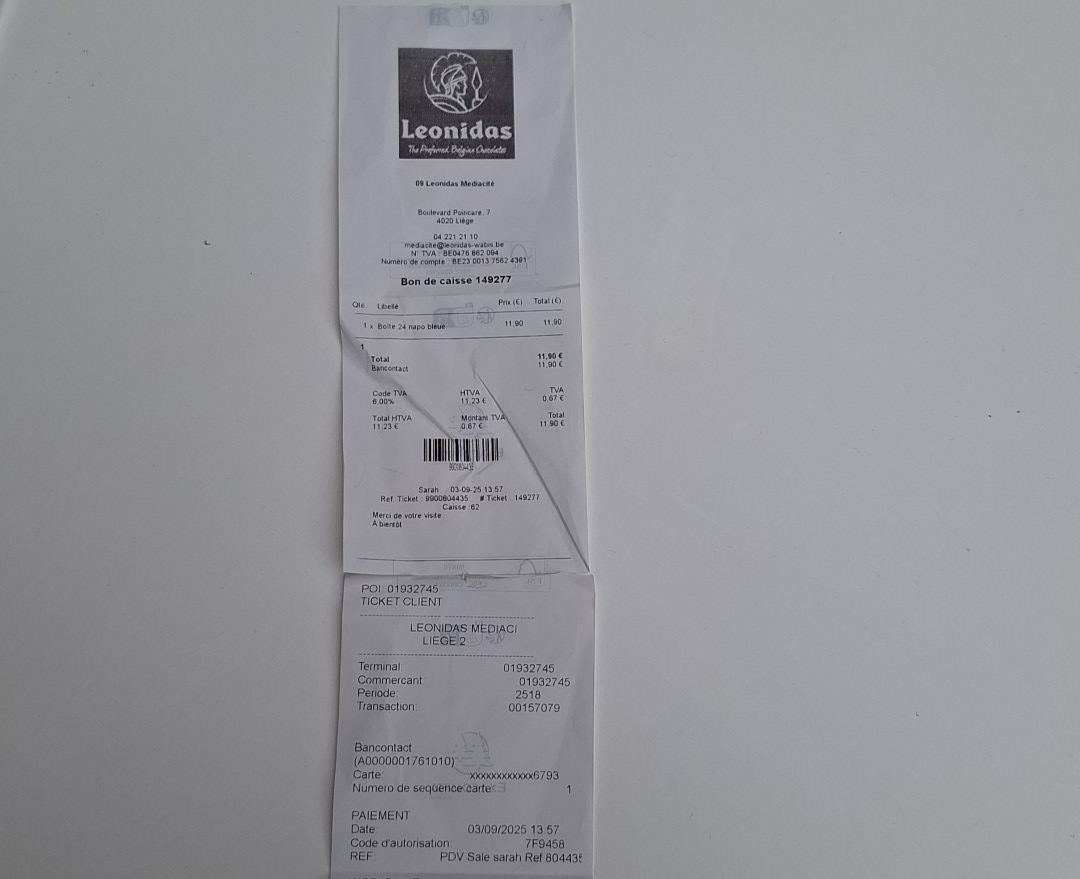 Leonidas
The Preferred Belgian Chocolates
09 Leonidas Mediacité
Boulevard Poincare, 7
4020 Liège
04 221 21 10
mediacite@leonidas-wabis.be
N° TVA : BE0476 662 094
Numéro de compte : BE23 0013 7562 4391
Bon de caisse 149277
Qté Libellé Prix (€) Total (€)
1 x Boîte 24 napo bleue 11,90 11,90
1
Total 11,90 €
Bancontact 11,90 €
Code TVA HTVA TVA
6,00% 11,23 € 0,67 €
Total HTVA Montant TVA Total
11,23 € 0,67 € 11,90 €
9900804435
Sarah 03-09-25 13:57
Ref. Ticket : 9900804435 # Ticket : 149277
Caisse :62
Merci de votre visite.
A bientôt
POI: 01932745
TICKET CLIENT
LEONIDAS MEDIACI
LIEGE 2
Terminal: 01932745
Commercant: 01932745
Periode: 2518
Transaction: 00157079
Bancontact
(A0000001761010)
Carte: xxxxxxxxxxxx6793
Numero de sequence carte: 1
PAIEMENT
Date: 03/09/2025 13:57
Code d'autorisation: 7F9458
REF: PDV Sale sarah Ref 804435